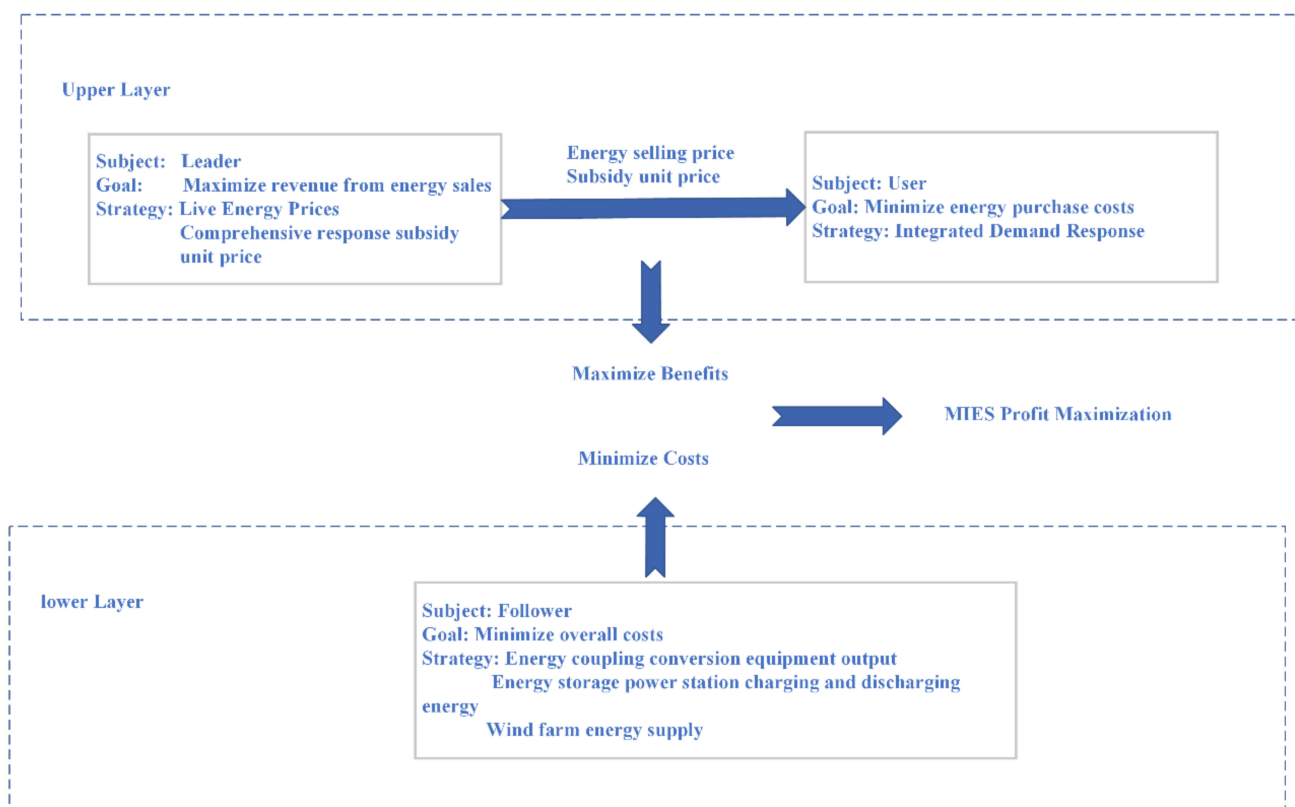 Upper Layer
Subject: Leader
Goal: Maximize revenue from energy sales
Strategy: Live Energy Prices
Comprehensive response subsidy
unit price
Energy selling price
Subsidy unit price
Subject: User
Goal: Minimize energy purchase costs
Strategy: Integrated Demand Response
Maximize Benefits
MIES Profit Maximization
Minimize Costs
lower Layer
Subject: Follower
Goal: Minimize overall costs
Strategy: Energy coupling conversion equipment output
Energy storage power station charging and discharging
energy
Wind farm energy supply